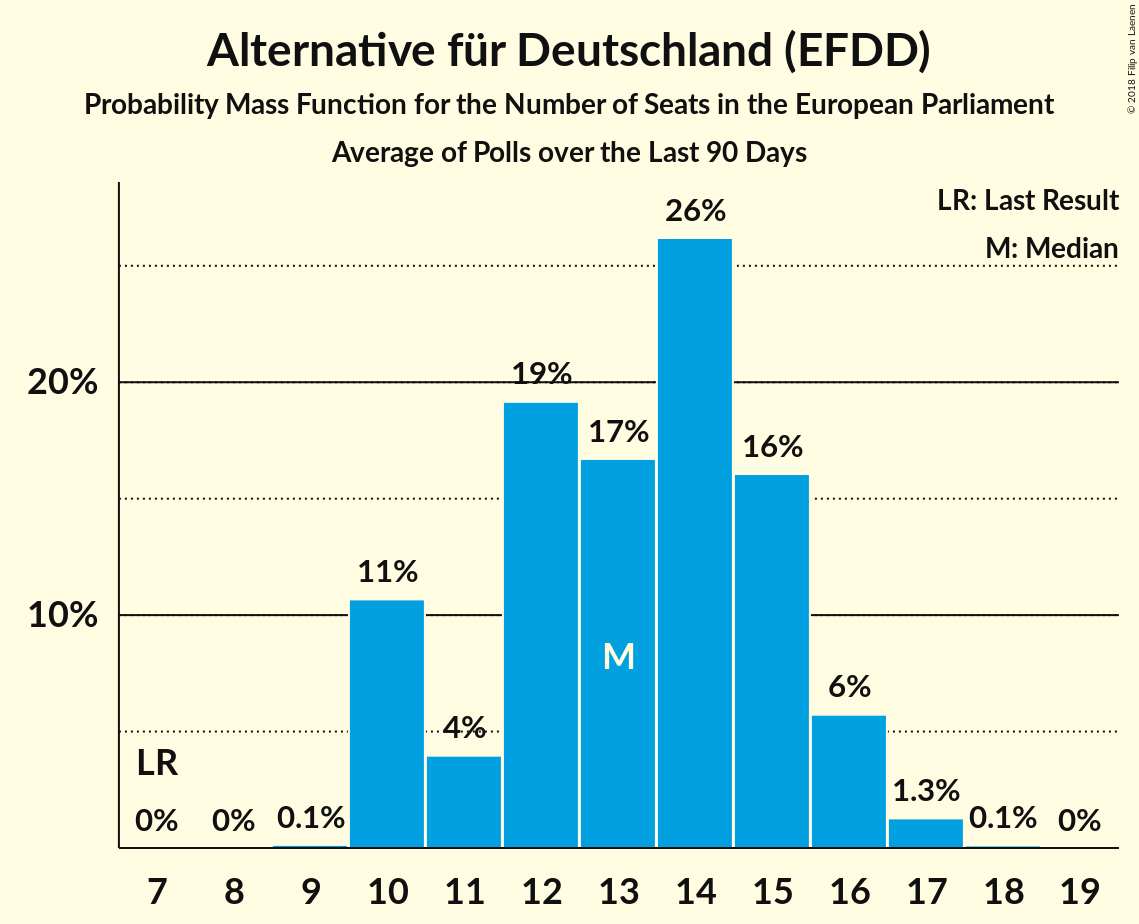 Alternative für Deutschland (EFDD)
Probability Mass Function for the Number of Seats in the European Parliament
Average of Polls over the Last 90 Days
© 2018 Filip van Laenen
LR: Last Result
M: Median
26%
20%
19%
17%
16%
11%
10%
M
6%
4%
LR
1.3%
0% 0% 0.1% 0.1% 0%
7 8 9 10 11 12 13 14 15 16 17 18 19